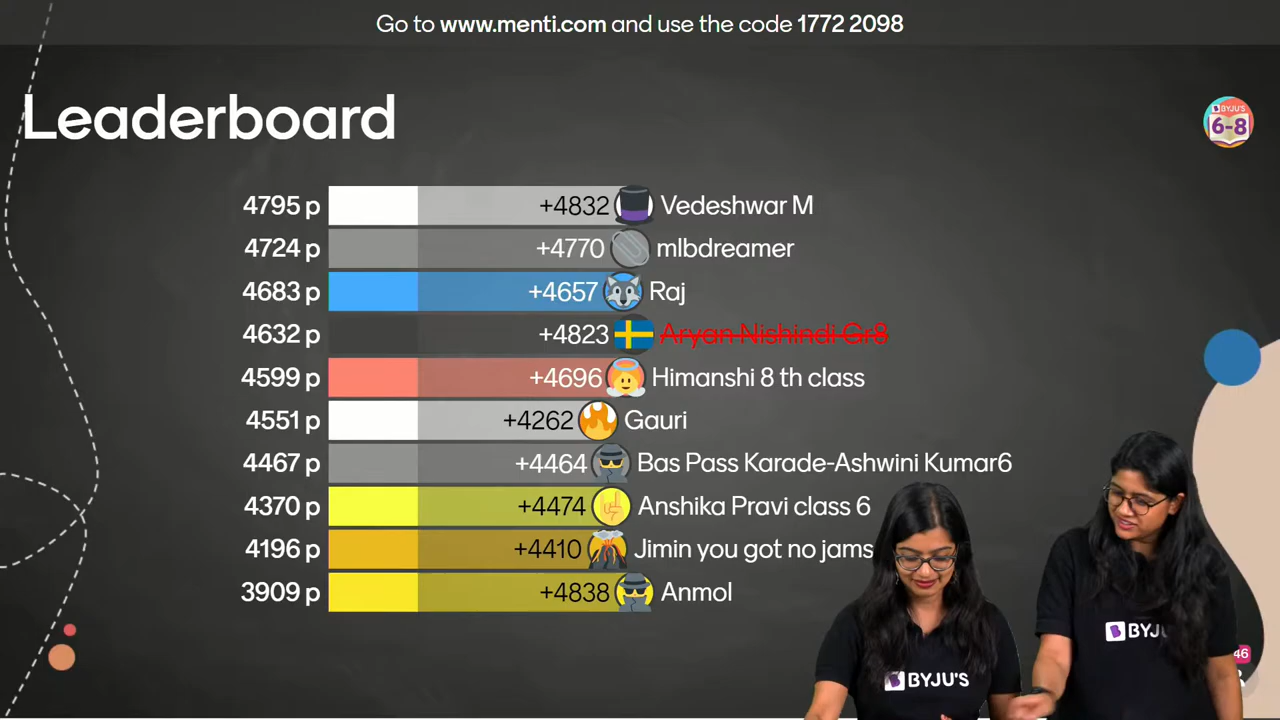 Go to www.menti.com and use the code 1772 2098
Leaderboard
BYJU'S
6-8
4795 p +4832 Vedeshwar M
4724 p +4770 mlbdreamer
4683 p +4657 Raj
4632 p +4823 Aryan Nishindi Gr8
4599 p +4696 Himanshi 8 th class
4551 p +4262 Gauri
4467 p +4464 Bas Pass Karade-Ashwini Kumar6
4370 p +4474 Anshika Pravi class 6
4196 p +4410 Jimin you got no jams
3909 p +4838 Anmol
BYJU'S
BYJU
46